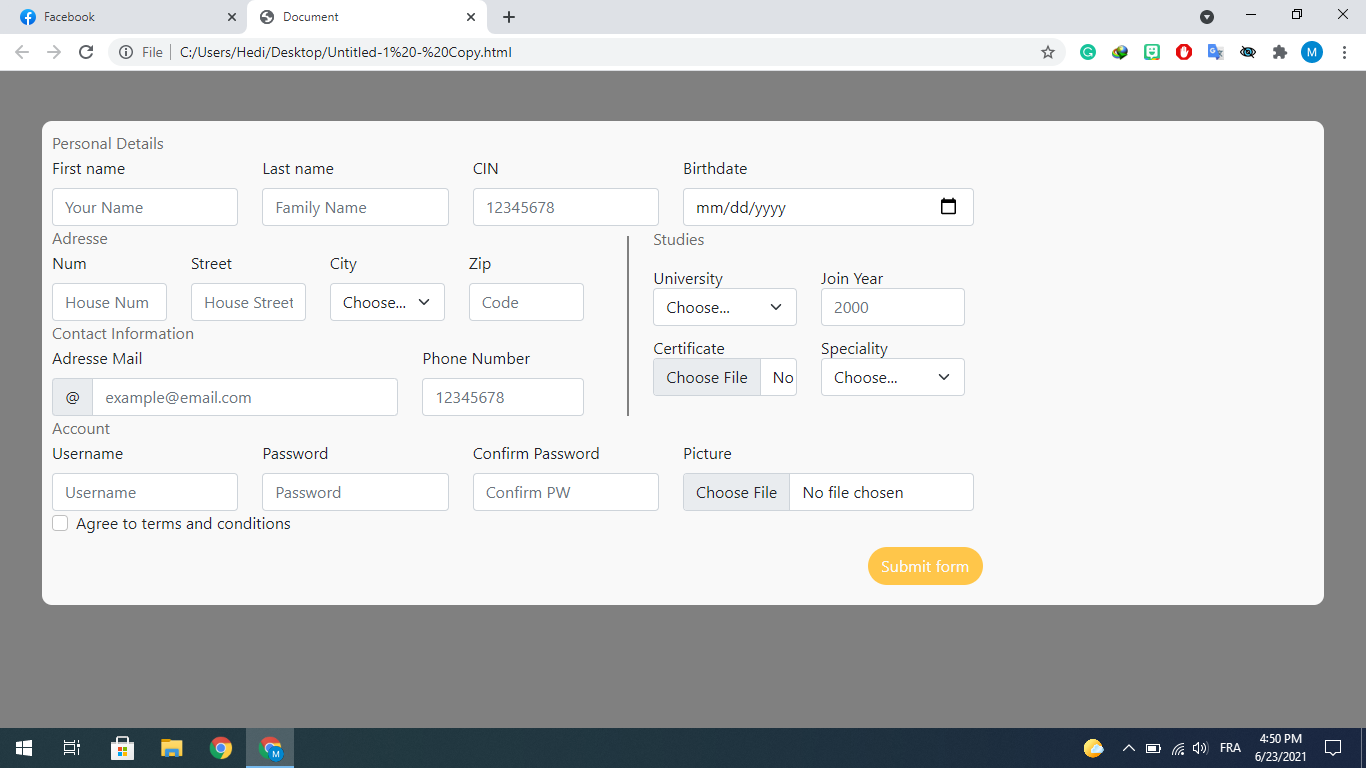 Facebook
Document
File
C:/Users/Hedi/Desktop/Untitled-1%20-%20Copy.html
M
Personal Details
First name Last name CIN Birthdate
Your Name Family Name 12345678 mm/dd/yyyy
Adresse Studies
Num Street City Zip
University Join Year
House Num House Street Choose... Code
Choose... 2000
Contact Information
Certificate Speciality
Adresse Mail Phone Number
Choose File No Choose...
@ example@email.com 12345678
Account
Username Password Confirm Password Picture
Username Password Confirm PW Choose File No file chosen
Agree to terms and conditions
Submit form
M
FRA
4:50 PM
6/23/2021